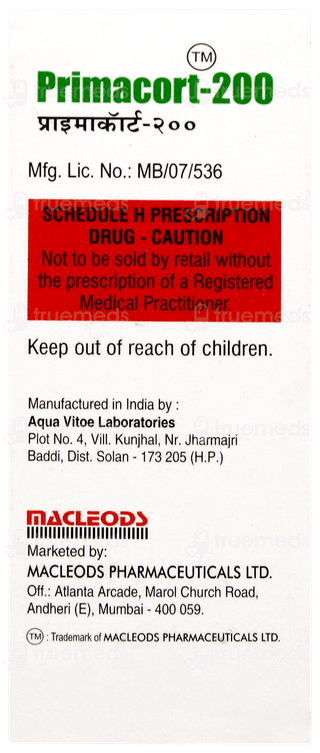 TM
Primacort-200
प्राइमाकॉर्ट-२००
Mfg. Lic. No.: MB/07/536
SCHEDULE H PRESCRIPTION
DRUG - CAUTION
Not to be sold by retail without
the prescription of a Registered
Medical Practitioner.
Keep out of reach of children.
Manufactured in India by :
Aqua Vitoe Laboratories
Plot No. 4, Vill. Kunjhal, Nr. Jharmajri
Baddi, Dist. Solan - 173 205 (H.P.)
MACLEODS
Marketed by:
MACLEODS PHARMACEUTICALS LTD.
Off.: Atlanta Arcade, Marol Church Road,
Andheri (E), Mumbai - 400 059.
TM : Trademark of MACLEODS PHARMACEUTICALS LTD.
truemeds